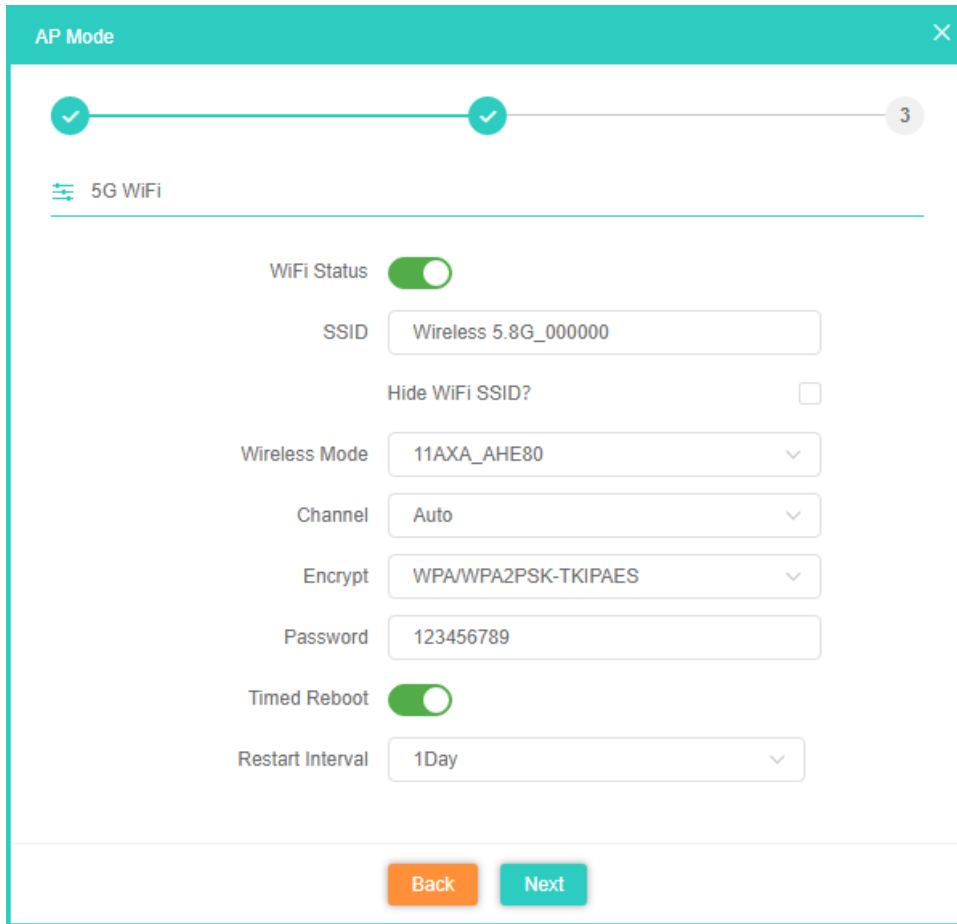 AP Mode
3
5G WiFi
WiFi Status
SSID Wireless 5.8G_000000
Hide WiFi SSID?
Wireless Mode 11AXA_AHE80
Channel Auto
Encrypt WPA/WPA2PSK-TKIPAES
Password 123456789
Timed Reboot
Restart Interval 1Day
Back Next